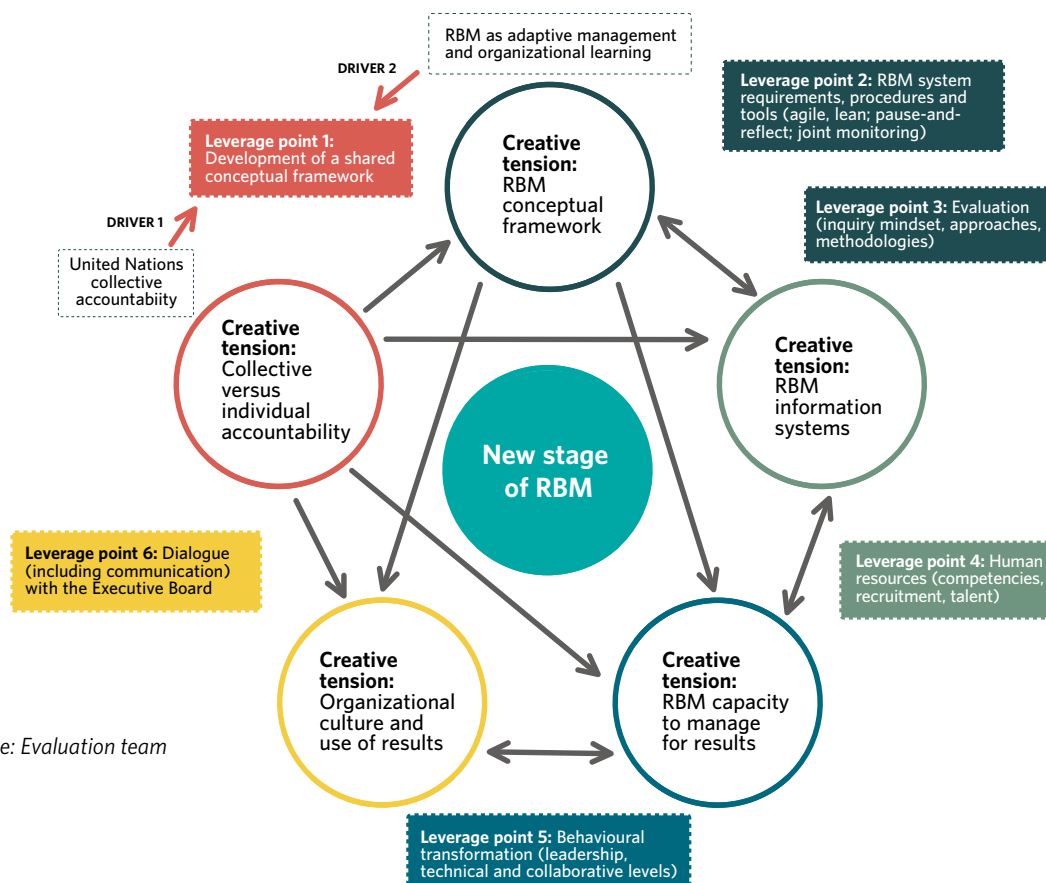 RBM as adaptive management
and organizational learning
DRIVER 2
Leverage point 1:
Development of a shared
conceptual framework
DRIVER 1
United Nations
collective
accountabiity
Creative
tension:
RBM
conceptual
framework
Leverage point 2: RBM system
requirements, procedures and
tools (agile, lean; pause-and-
reflect; joint monitoring)
Leverage point 3: Evaluation
(inquiry mindset, approaches,
methodologies)
Creative
tension:
Collective
versus
individual
accountability
Creative
tension:
RBM
information
systems
New stage
of RBM
Leverage point 6: Dialogue
(including communication)
with the Executive Board
Leverage point 4: Human
resources (competencies,
recruitment, talent)
Creative
tension:
Organizational
culture and
use of results
Creative
tension:
RBM capacity
to manage
for results
e: Evaluation team
Leverage point 5: Behavioural
transformation (leadership,
technical and collaborative levels)